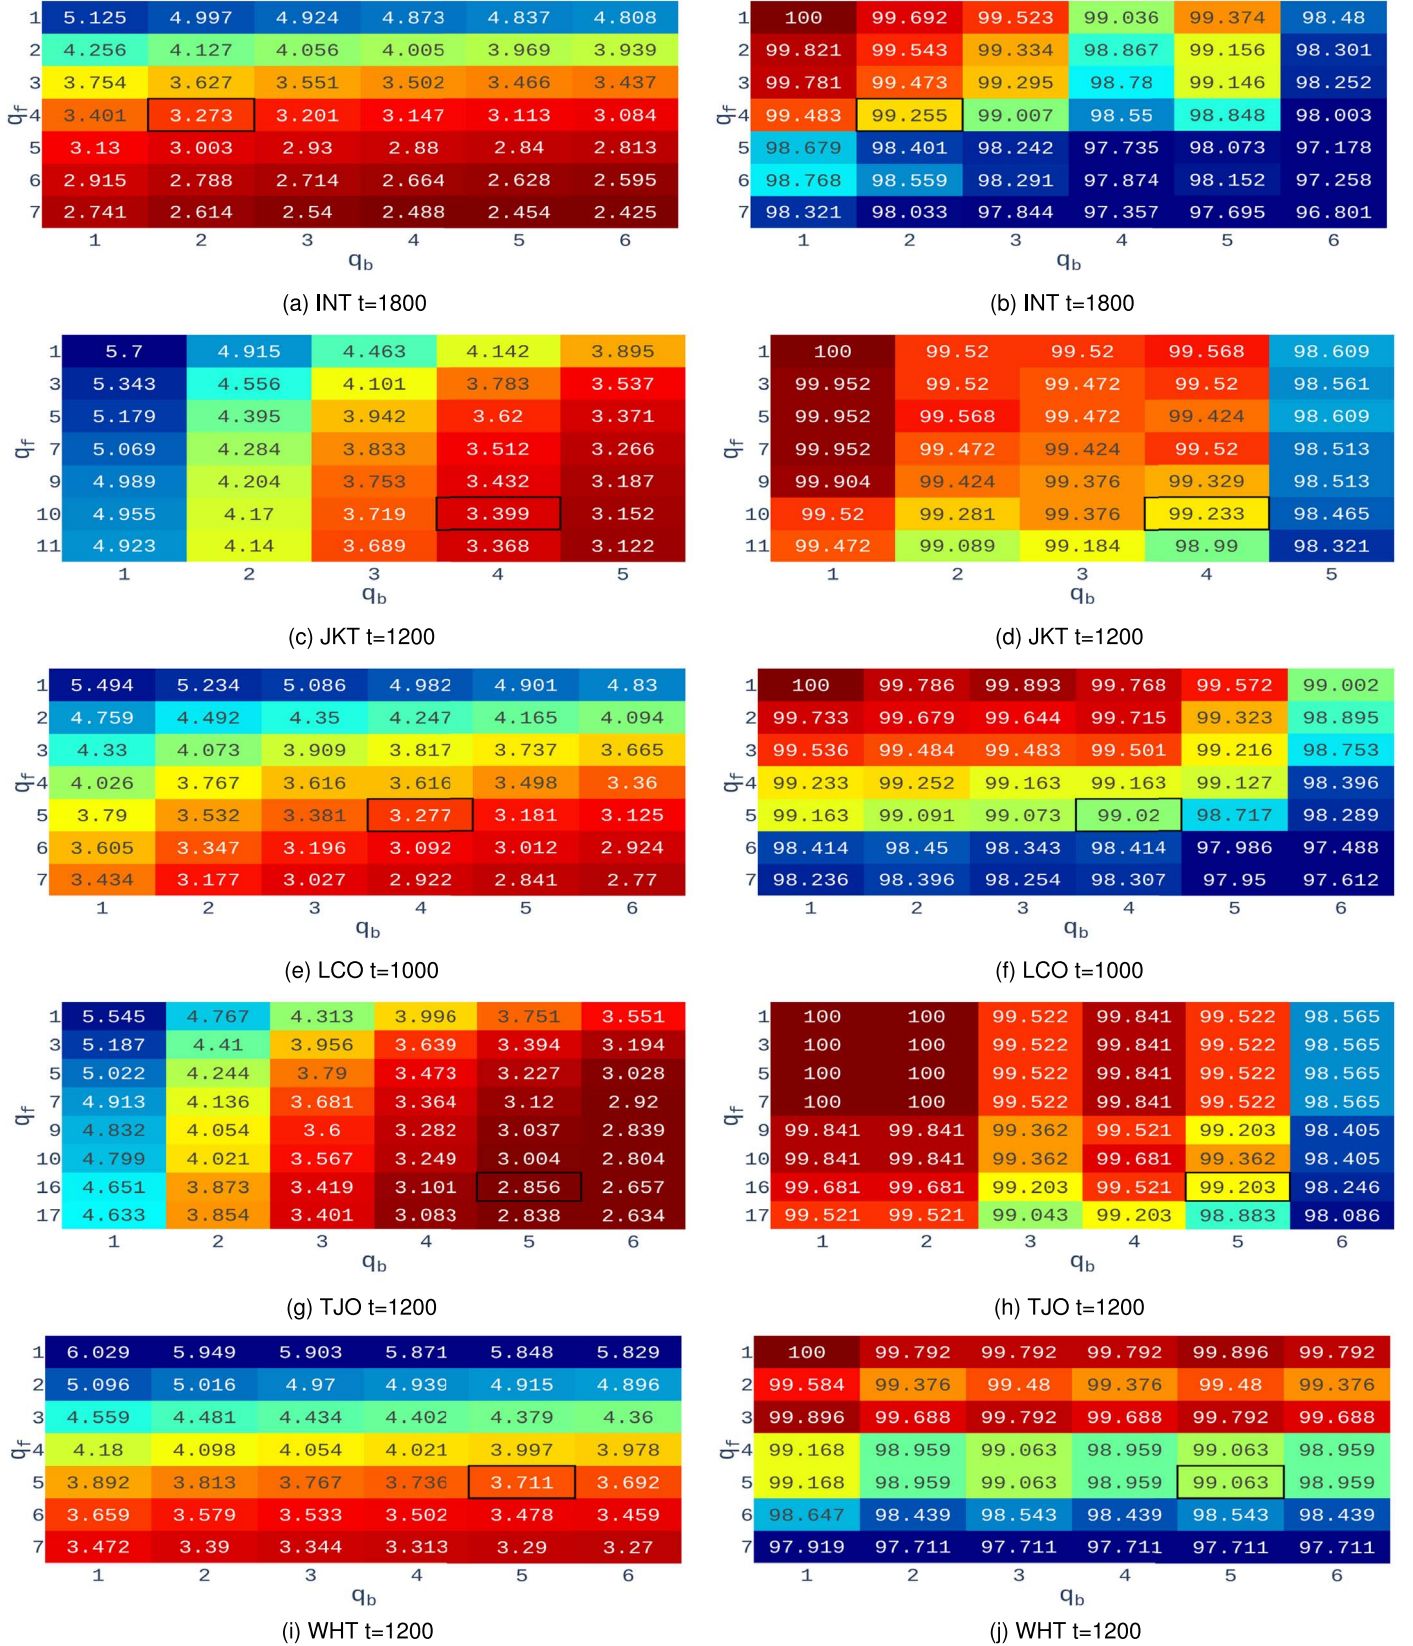 1 5.125 4.997 4.924 4.873 4.837 4.808
2 4.256 4.127 4.056 4.005 3.969 3.939
3 3.754 3.627 3.551 3.502 3.466 3.437
4 3.401 3.273 3.201 3.147 3.113 3.084
5 3.13 3.003 2.93 2.88 2.84 2.813
6 2.915 2.788 2.714 2.664 2.628 2.595
7 2.741 2.614 2.54 2.488 2.454 2.425
1 2 3 4 5 6
q_f
q_b
(a) INT t=1800
1 100 99.692 99.523 99.036 99.374 98.48
2 99.821 99.543 99.334 98.867 99.156 98.301
3 99.781 99.473 99.295 98.78 99.146 98.252
4 99.483 99.255 99.007 98.55 98.848 98.003
5 98.679 98.401 98.242 97.735 98.073 97.178
6 98.768 98.559 98.291 97.874 98.152 97.258
7 98.321 98.033 97.844 97.357 97.695 96.801
1 2 3 4 5 6
q_f
q_b
(b) INT t=1800
1 5.7 4.915 4.463 4.142 3.895
3 5.343 4.556 4.101 3.783 3.537
5 5.179 4.395 3.942 3.62 3.371
7 5.069 4.284 3.833 3.512 3.266
9 4.989 4.204 3.753 3.432 3.187
10 4.955 4.17 3.719 3.399 3.152
11 4.923 4.14 3.689 3.368 3.122
1 2 3 4 5
q_f
q_b
(c) JKT t=1200
1 100 99.52 99.52 99.568 98.609
3 99.952 99.52 99.472 99.52 98.561
5 99.952 99.568 99.472 99.424 98.609
7 99.952 99.472 99.424 99.52 98.513
9 99.904 99.424 99.376 99.329 98.513
10 99.52 99.281 99.376 99.233 98.465
11 99.472 99.089 99.184 98.99 98.321
1 2 3 4 5
q_f
q_b
(d) JKT t=1200
1 5.494 5.234 5.086 4.982 4.901 4.83
2 4.759 4.492 4.35 4.247 4.165 4.094
3 4.33 4.073 3.909 3.817 3.737 3.665
4 4.026 3.767 3.616 3.616 3.498 3.36
5 3.79 3.532 3.381 3.277 3.181 3.125
6 3.605 3.347 3.196 3.092 3.012 2.924
7 3.434 3.177 3.027 2.922 2.841 2.77
1 2 3 4 5 6
q_f
q_b
(e) LCO t=1000
1 100 99.786 99.893 99.768 99.572 99.002
2 99.733 99.679 99.644 99.715 99.323 98.895
3 99.536 99.484 99.483 99.501 99.216 98.753
4 99.233 99.252 99.163 99.163 99.127 98.396
5 99.163 99.091 99.073 99.02 98.717 98.289
6 98.414 98.45 98.343 98.414 97.986 97.488
7 98.236 98.396 98.254 98.307 97.95 97.612
1 2 3 4 5 6
q_f
q_b
(f) LCO t=1000
1 5.545 4.767 4.313 3.996 3.751 3.551
3 5.187 4.41 3.956 3.639 3.394 3.194
5 5.022 4.244 3.79 3.473 3.227 3.028
7 4.913 4.136 3.681 3.364 3.12 2.92
9 4.832 4.054 3.6 3.282 3.037 2.839
10 4.799 4.021 3.567 3.249 3.004 2.804
16 4.651 3.873 3.419 3.101 2.856 2.657
17 4.633 3.854 3.401 3.083 2.838 2.634
1 2 3 4 5 6
q_f
q_b
(g) TJO t=1200
1 100 100 99.522 99.841 99.522 98.565
3 100 100 99.522 99.841 99.522 98.565
5 100 100 99.522 99.841 99.522 98.565
7 100 100 99.522 99.841 99.522 98.565
9 99.841 99.841 99.362 99.521 99.203 98.405
10 99.841 99.841 99.362 99.681 99.362 98.405
16 99.681 99.681 99.203 99.521 99.203 98.246
17 99.521 99.521 99.043 99.203 98.883 98.086
1 2 3 4 5 6
q_f
q_b
(h) TJO t=1200
1 6.029 5.949 5.903 5.871 5.848 5.829
2 5.096 5.016 4.97 4.939 4.915 4.896
3 4.559 4.481 4.434 4.402 4.379 4.36
4 4.18 4.098 4.054 4.021 3.997 3.978
5 3.892 3.813 3.767 3.736 3.711 3.692
6 3.659 3.579 3.533 3.502 3.478 3.459
7 3.472 3.39 3.344 3.313 3.29 3.27
1 2 3 4 5 6
q_f
q_b
(i) WHT t=1200
1 100 99.792 99.792 99.792 99.896 99.792
2 99.584 99.376 99.48 99.376 99.48 99.376
3 99.896 99.688 99.792 99.688 99.792 99.688
4 99.168 98.959 99.063 98.959 99.063 98.959
5 99.168 98.959 99.063 98.959 99.063 98.959
6 98.647 98.439 98.543 98.439 98.543 98.439
7 97.919 97.711 97.711 97.711 97.711 97.711
1 2 3 4 5 6
q_f
q_b
(j) WHT t=1200